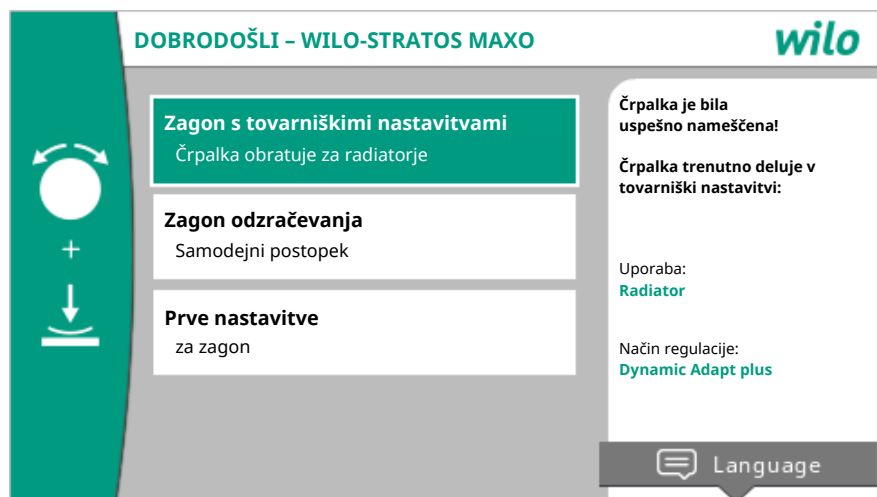 DOBRODOŠLI – WILO-STRATOS MAXO
wilo
Zagon s tovarniškimi nastavitvami
Črpalka obratuje za radiatorje
+
Zagon odzračevanja
Samodejni postopek
Prve nastavitve
za zagon
Črpalka je bila
uspešno nameščena!
Črpalka trenutno deluje v
tovarniški nastavitvi:
Uporaba:
Radiator
Način regulacije:
Dynamic Adapt plus
Language